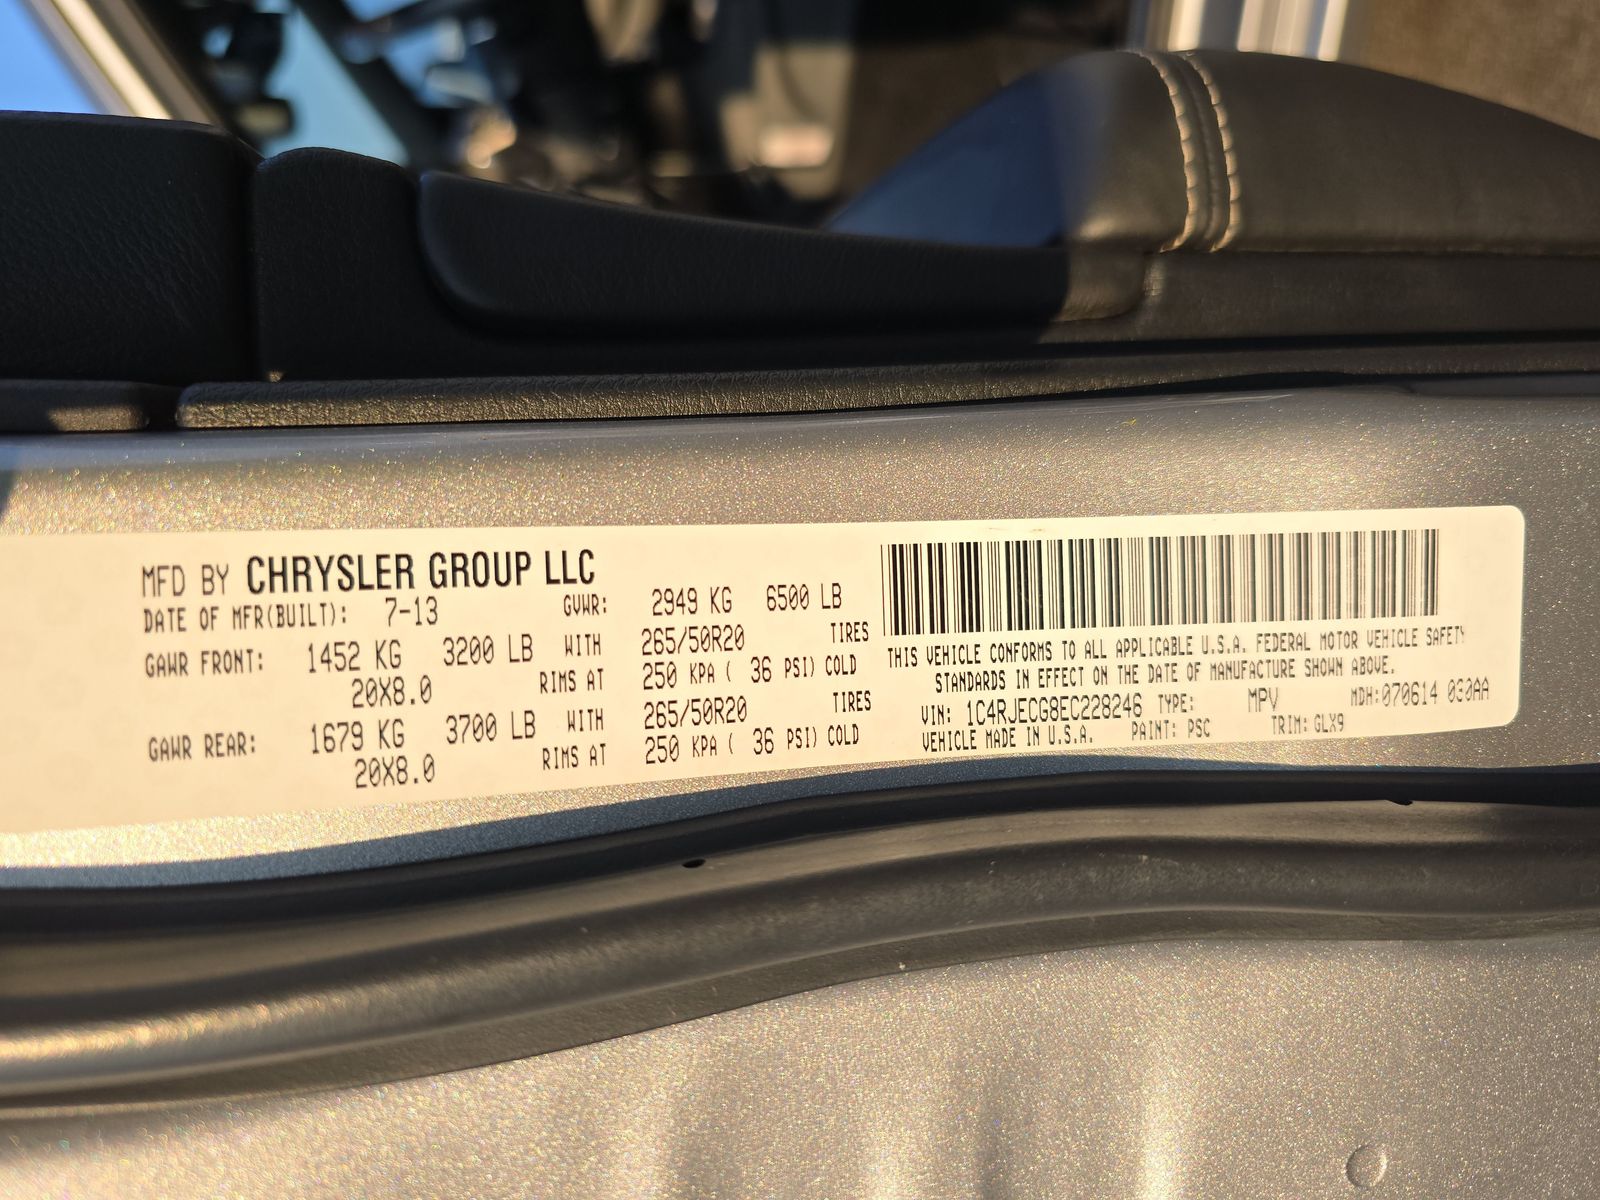 MFD BY CHRYSLER GROUP LLC
DATE OF MFR(BUILT): 7-13 GVWR: 2949 KG 6500 LB
GAWR FRONT: 1452 KG 3200 LB WITH 265/50R20 TIRES
20X8.0 RIMS AT 250 KPA ( 36 PSI) COLD
GAWR REAR: 1679 KG 3700 LB WITH 265/50R20 TIRES
20X8.0 RIMS AT 250 KPA ( 36 PSI) COLD
THIS VEHICLE CONFORMS TO ALL APPLICABLE U.S.A. FEDERAL MOTOR VEHICLE SAFETY
STANDARDS IN EFFECT ON THE DATE OF MANUFACTURE SHOWN ABOVE.
VIN: 1C4RJECG8EC228246 TYPE: MPV MDH:070614 030AA
VEHICLE MADE IN U.S.A. PAINT: PSC TRIM: GLX9